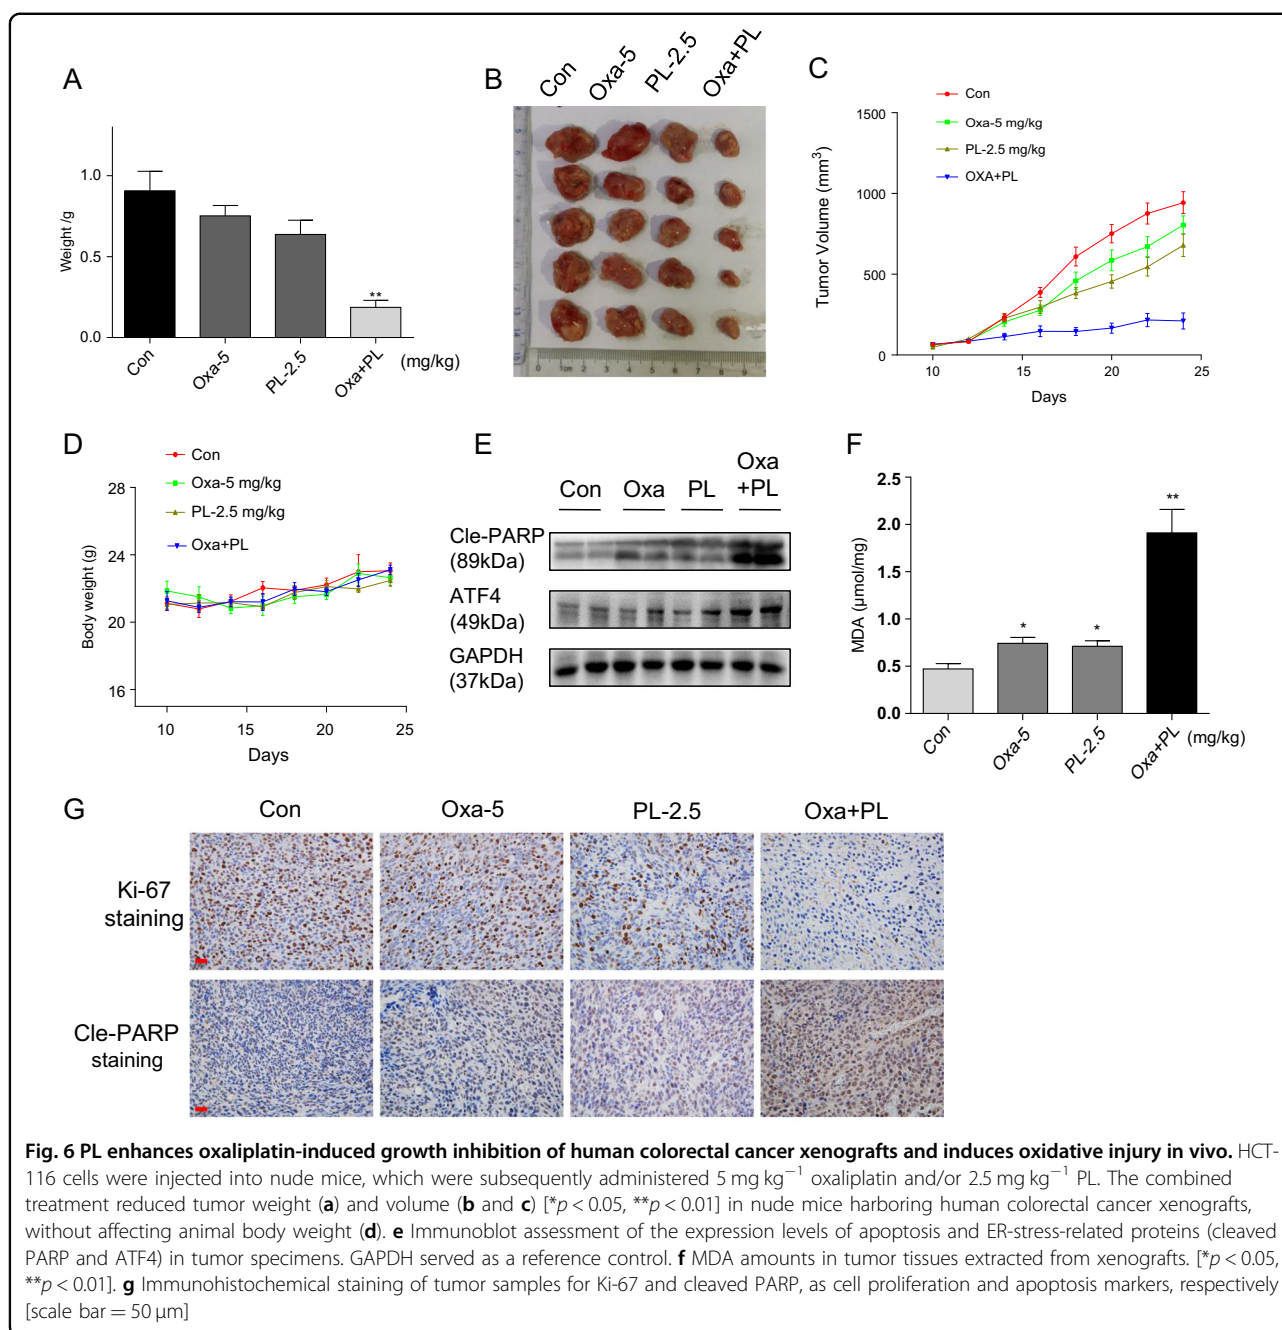 A
Weight /g
1.0
0.5
0.0
**
Con
Oxa-5
PL-2.5
Oxa+PL
(mg/kg)
B
Con
Oxa-5
PL-2.5
Oxa+PL
0 1cm 2 3 4 5 6 7 8 9
C
Con
Oxa-5 mg/kg
PL-2.5 mg/kg
OXA+PL
Tumor Volume (mm³)
1500
1000
500
0
10 15 20 25
Days
D
Con
Oxa-5 mg/kg
PL-2.5 mg/kg
Oxa+PL
Body weight (g)
28
24
20
16
10 15 20 25
Days
E
Con Oxa PL Oxa
+PL
Cle-PARP
(89kDa)
ATF4
(49kDa)
GAPDH
(37kDa)
F
MDA (μmol/mg)
2.5
2.0
1.5
1.0
0.5
0.0
*
*
**
Con
Oxa-5
PL-2.5
Oxa+PL
(mg/kg)
G
Con Oxa-5 PL-2.5 Oxa+PL
Ki-67
staining
Cle-PARP
staining
Fig. 6 PL enhances oxaliplatin-induced growth inhibition of human colorectal cancer xenografts and induces oxidative injury in vivo. HCT-
116 cells were injected into nude mice, which were subsequently administered 5 mg kg⁻¹ oxaliplatin and/or 2.5 mg kg⁻¹ PL. The combined
treatment reduced tumor weight (a) and volume (b and c) [*p < 0.05, **p < 0.01] in nude mice harboring human colorectal cancer xenografts,
without affecting animal body weight (d). e Immunoblot assessment of the expression levels of apoptosis and ER-stress-related proteins (cleaved
PARP and ATF4) in tumor specimens. GAPDH served as a reference control. f MDA amounts in tumor tissues extracted from xenografts. [*p < 0.05,
**p < 0.01]. g Immunohistochemical staining of tumor samples for Ki-67 and cleaved PARP, as cell proliferation and apoptosis markers, respectively
[scale bar = 50 μm]